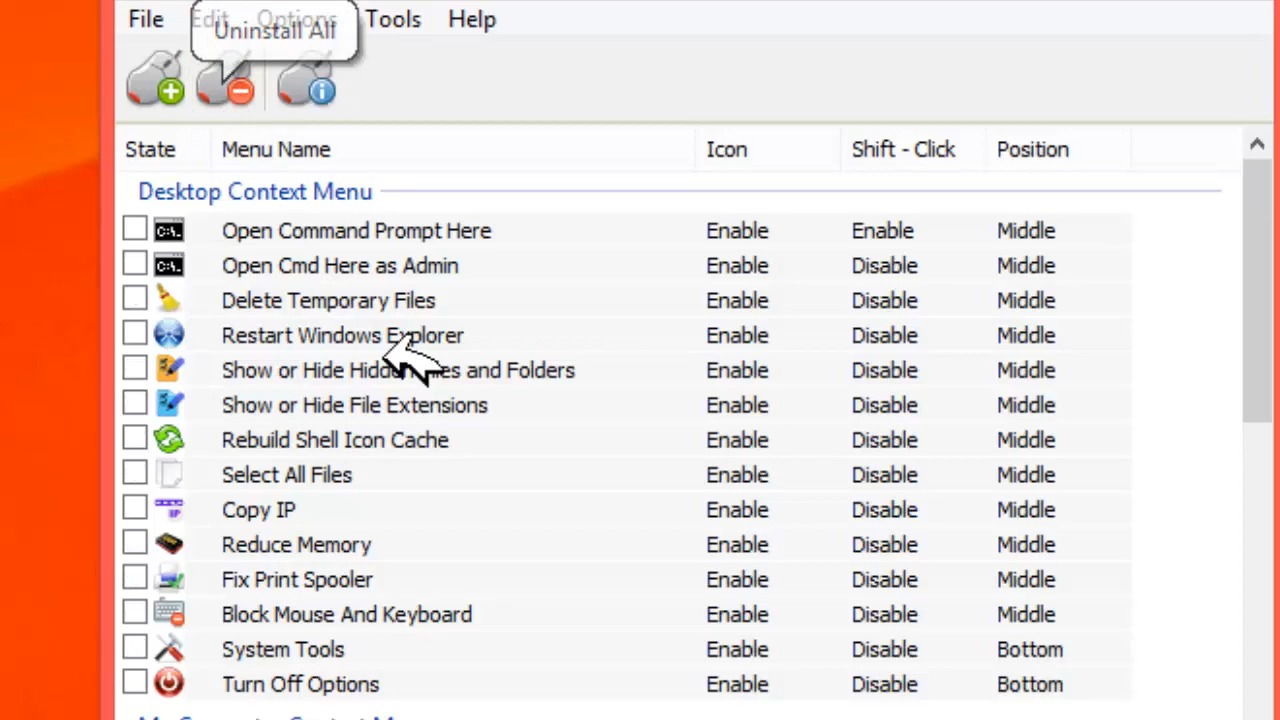 File Edit Options Tools Help
Uninstall All
State Menu Name Icon Shift - Click Position
Desktop Context Menu
Open Command Prompt Here Enable Enable Middle
Open Cmd Here as Admin Enable Disable Middle
Delete Temporary Files Enable Disable Middle
Restart Windows Explorer Enable Disable Middle
Show or Hide Hidden Files and Folders Enable Disable Middle
Show or Hide File Extensions Enable Disable Middle
Rebuild Shell Icon Cache Enable Disable Middle
Select All Files Enable Disable Middle
Copy IP Enable Disable Middle
Reduce Memory Enable Disable Middle
Fix Print Spooler Enable Disable Middle
Block Mouse And Keyboard Enable Disable Middle
System Tools Enable Disable Bottom
Turn Off Options Enable Disable Bottom